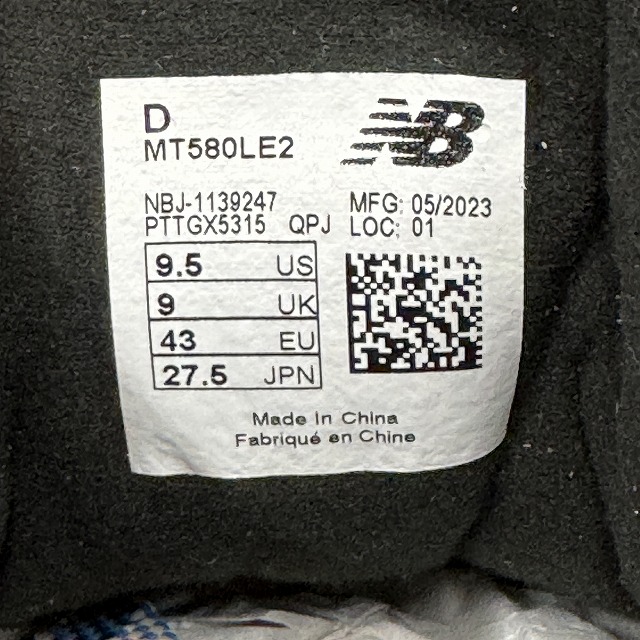 D
MT580LE2
NB
NBJ-1139247
PTTGX5315 QPJ
MFG: 05/2023
LOC: 01
9.5 US
9 UK
43 EU
27.5 JPN
Made In China
Fabriqué en Chine